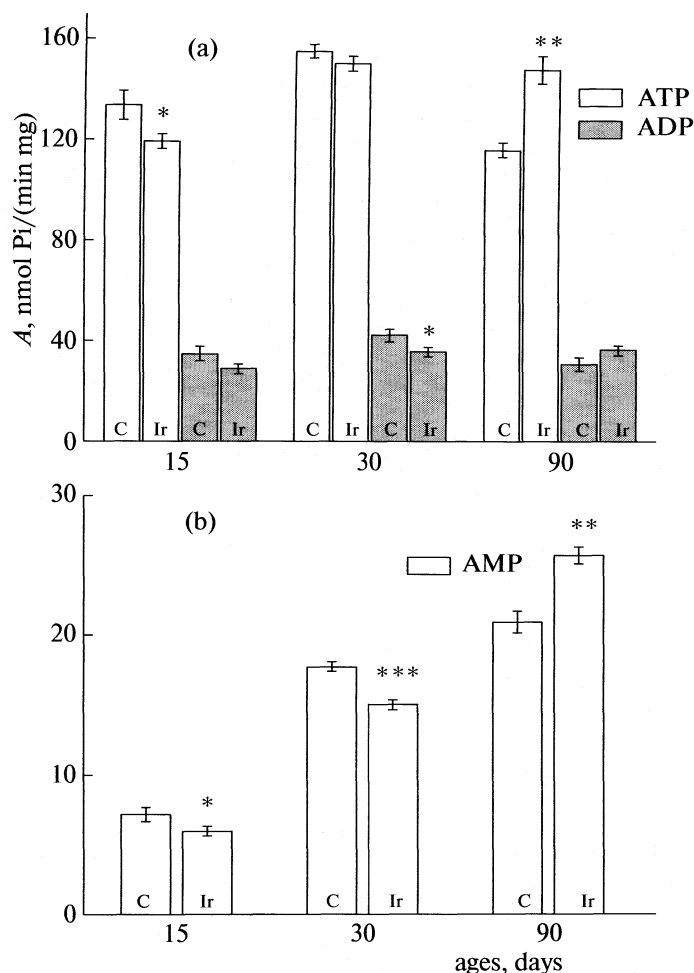 160
(a)
**
ATP
ADP
*
120
80
A, nmol Pi/(min mg)
40
*
C Ir C Ir C Ir C Ir C Ir C Ir
0
15 30 90
30
(b)
**
AMP
20
***
10
*
C Ir C Ir C Ir
0
15 30 90
ages, days